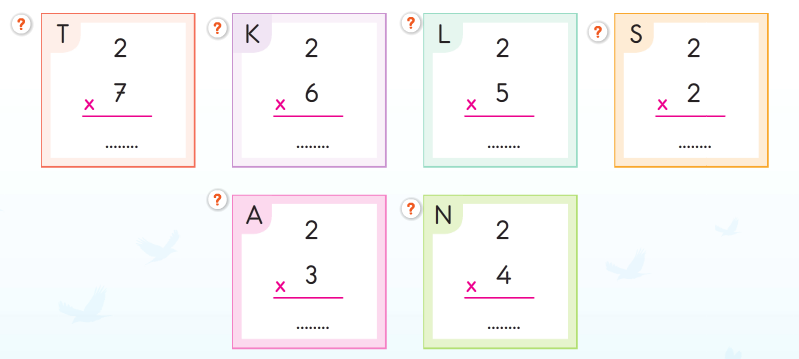 ? T ? K ? L ? S
2 2 2 2
x 7 x 6 x 5 x 2
........ ........ ........ ........
? A ? N
2 2
x 3 x 4
........ ........